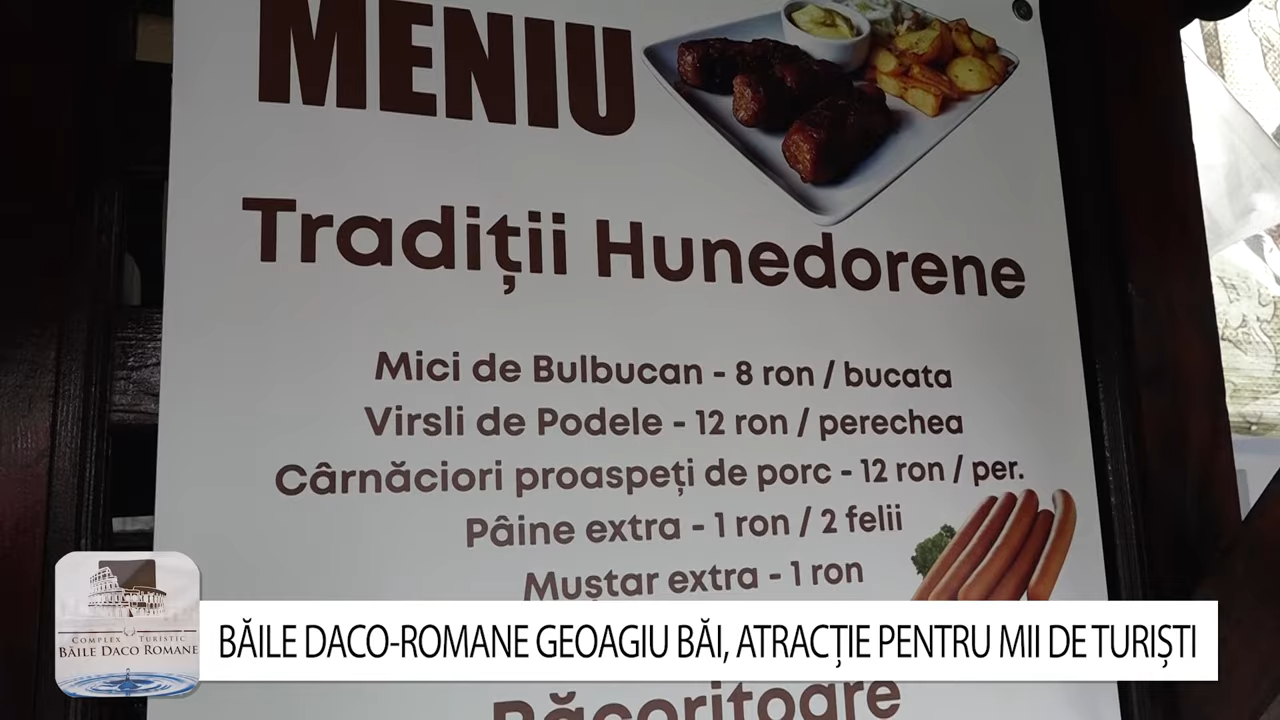 MENIU
Tradiții Hunedorene
Mici de Bulbucan - 8 ron / bucata
Virsli de Podele - 12 ron / perechea
Cârnăciori proaspeți de porc - 12 ron / per.
Pâine extra - 1 ron / 2 felii
Muștar extra - 1 ron
COMPLEX TURISTIC
BĂILE DACO ROMANE
BĂILE DACO-ROMANE GEOAGIU BĂI, ATRACȚIE PENTRU MII DE TURIȘTI
Răcoritoare